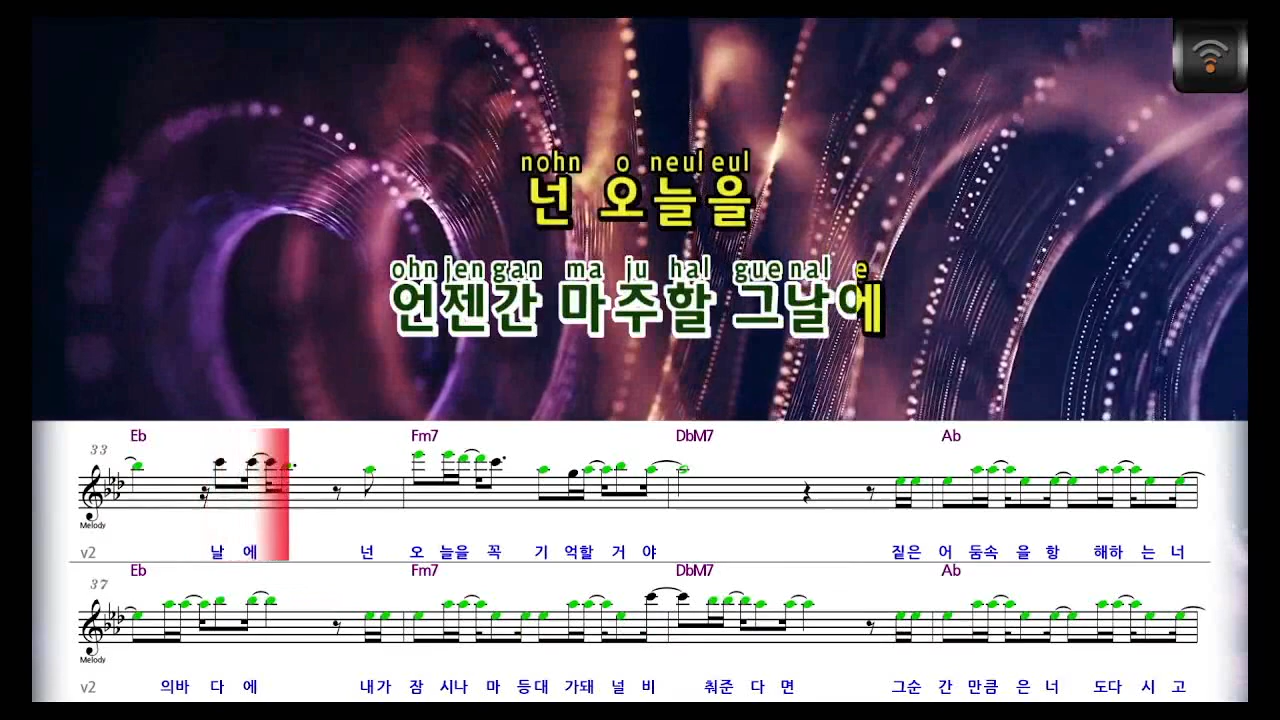 nohn o neul eul
넌 오늘을
ohn jen gan ma ju hal gue nal e
언젠간 마주할 그날에
Eb Fm7 DbM7 Ab
33
Melody
v2 날 에 넌 오 늘을 꼭 기 억할 거 야 짙은 어 둠속 을 항 해하 는 너
Eb Fm7 DbM7 Ab
37
Melody
v2 의바 다 에 내가 잠 시나 마 등대 가돼 널 비 춰준 다 면 그순 간 만큼 은 너 도다 시 고